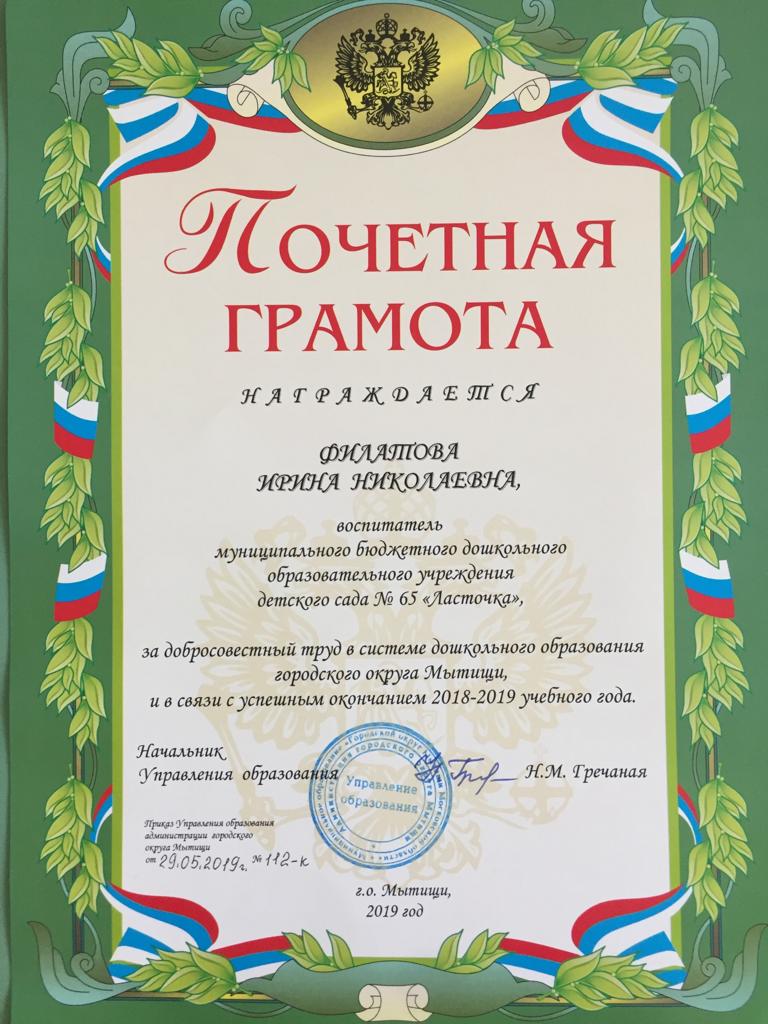 ПОЧЕТНАЯ
ГРАМОТА
НАГРАЖДАЕТСЯ
ФИЛАТОВА
ИРИНА НИКОЛАЕВНА,
воспитатель
муниципального бюджетного дошкольного
образовательного учреждения
детского сада № 65 «Ласточка»,
за добросовестный труд в системе дошкольного образования
городского округа Мытищи,
и в связи с успешным окончанием 2018-2019 учебного года.
Начальник
Управления образования
Н.М. Гречаная
Управление
образования
Приказ Управления образования
администрации городского
округа Мытищи
от 29.05.2019г. № 112-к
г.о. Мытищи,
2019 год